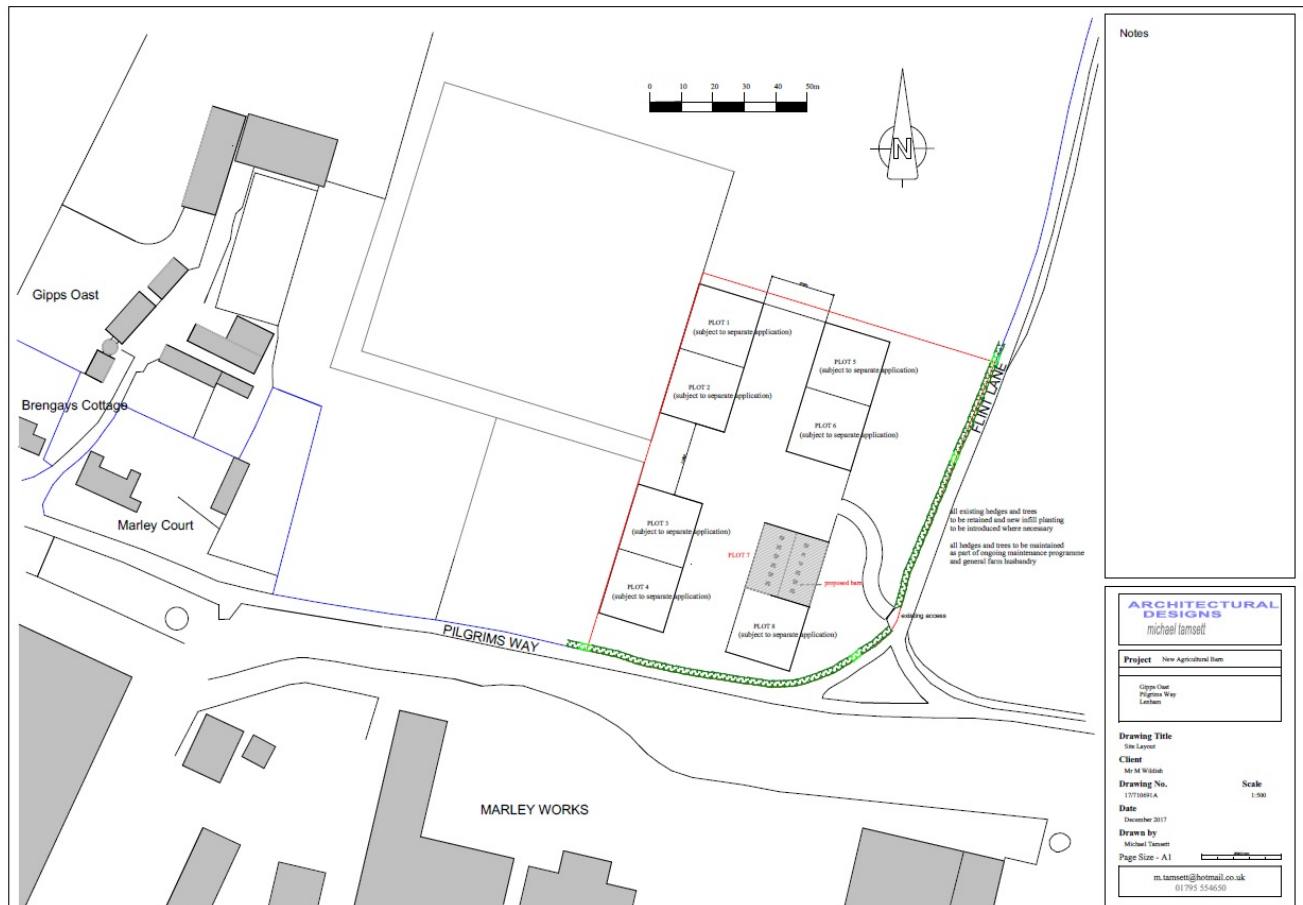 Notes
0 10 20 30 40 50m
N
Gipps Oast
Brengays Cottage
Marley Court
PILGRIMS WAY
MARLEY WORKS
FLINT LANE
PLOT 1
(subject to separate application)
PLOT 2
(subject to separate application)
PLOT 3
(subject to separate application)
PLOT 4
(subject to separate application)
PLOT 5
(subject to separate application)
PLOT 6
(subject to separate application)
PLOT 7
proposed barn
PLOT 8
(subject to separate application)
existing access
all existing hedges and trees
to be retained and new infill planting
to be introduced where necessary
all hedges and trees to be maintained
as part of ongoing maintenance programme
and general farm husbandry
ARCHITECTURAL
DESIGNS
michael tamsett
Project New Agricultural Barn
Gipps Oast
Pilgrims Way
Lenham
Drawing Title
Site Layout
Client
Mr M Wildish
Drawing No. Scale
17/710691A 1:500
Date
December 2017
Drawn by
Michael Tamsett
Page Size - A1
m.tamsett@hotmail.co.uk
01795 554650